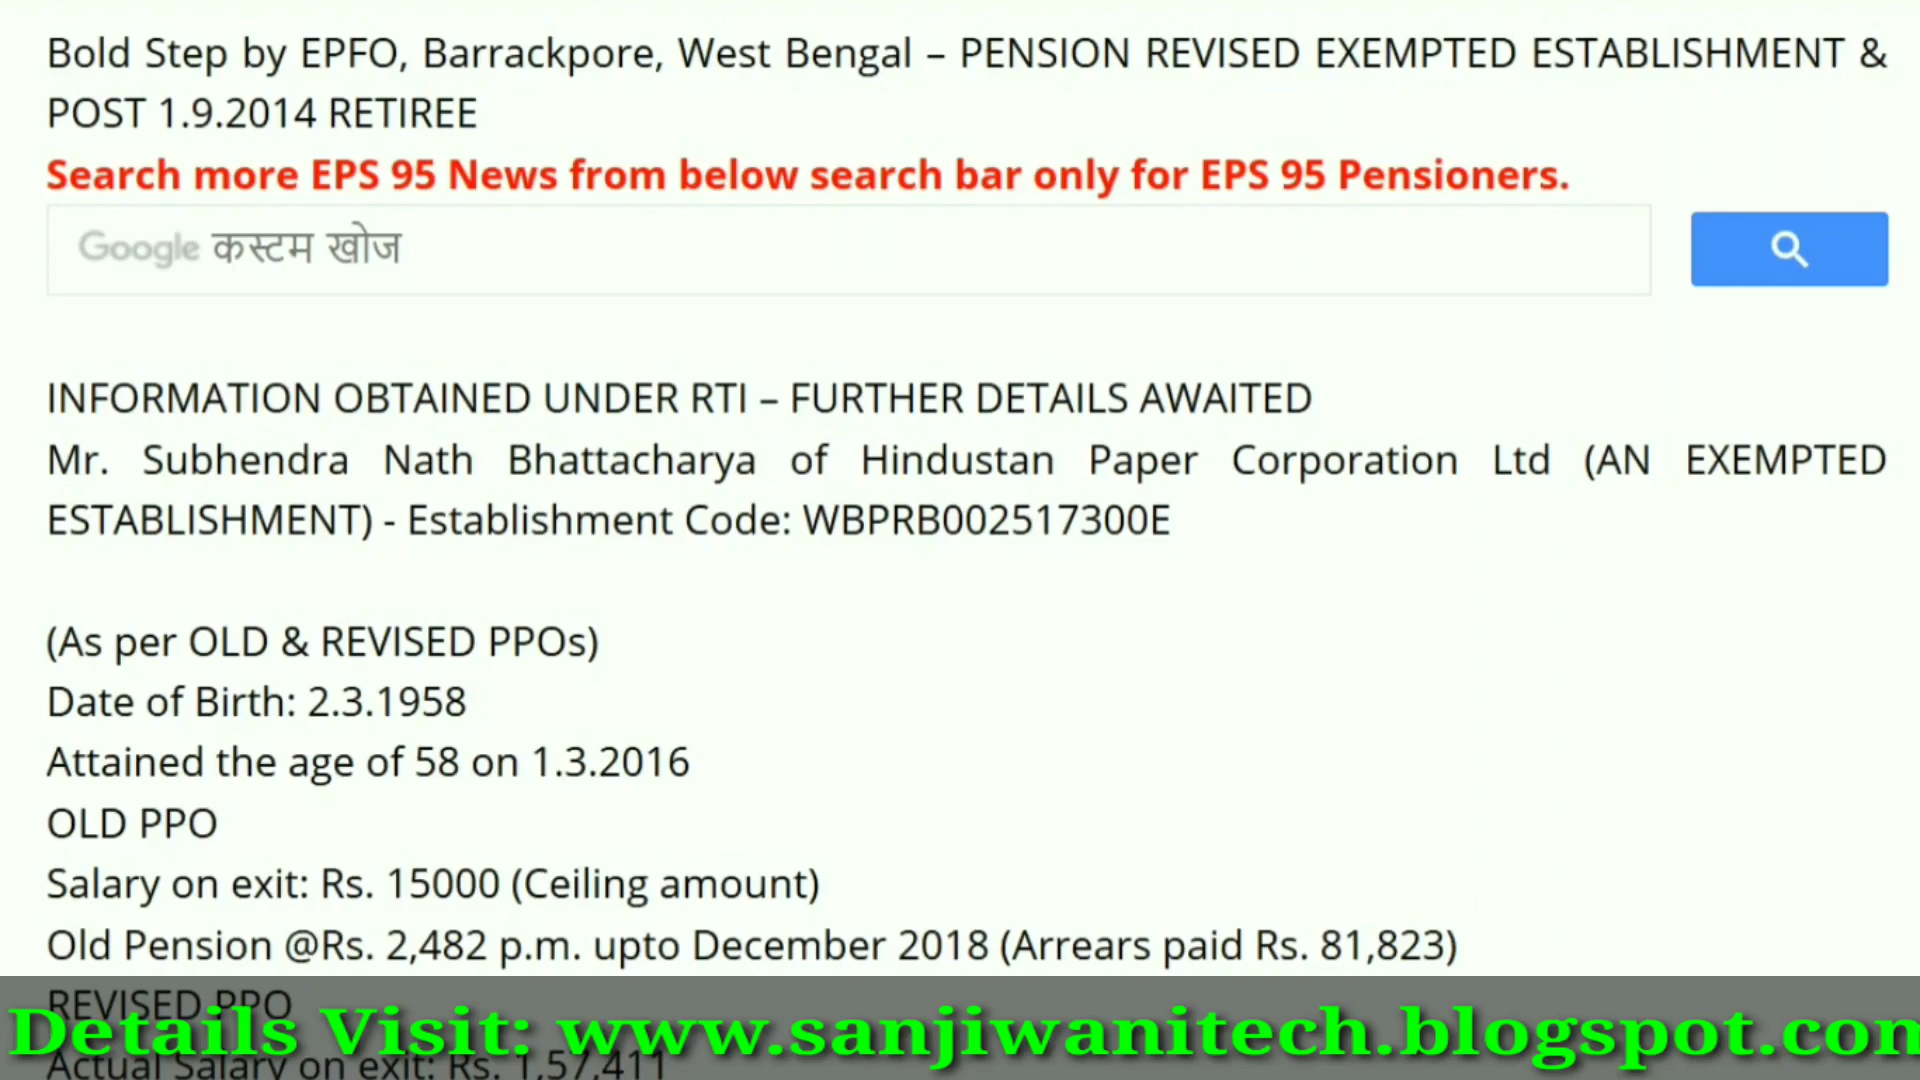 Bold Step by EPFO, Barrackpore, West Bengal – PENSION REVISED EXEMPTED ESTABLISHMENT &
POST 1.9.2014 RETIREE
Search more EPS 95 News from below search bar only for EPS 95 Pensioners.
Google कस्टम खोज
INFORMATION OBTAINED UNDER RTI – FURTHER DETAILS AWAITED
Mr. Subhendra Nath Bhattacharya of Hindustan Paper Corporation Ltd (AN EXEMPTED
ESTABLISHMENT) - Establishment Code: WBPRB002517300E
(As per OLD & REVISED PPOs)
Date of Birth: 2.3.1958
Attained the age of 58 on 1.3.2016
OLD PPO
Salary on exit: Rs. 15000 (Ceiling amount)
Old Pension @Rs. 2,482 p.m. upto December 2018 (Arrears paid Rs. 81,823)
REVISED PPO
Details Visit: www.sanjiwanitech.blogspot.com
Actual Salary on exit: Rs. 1,57,411